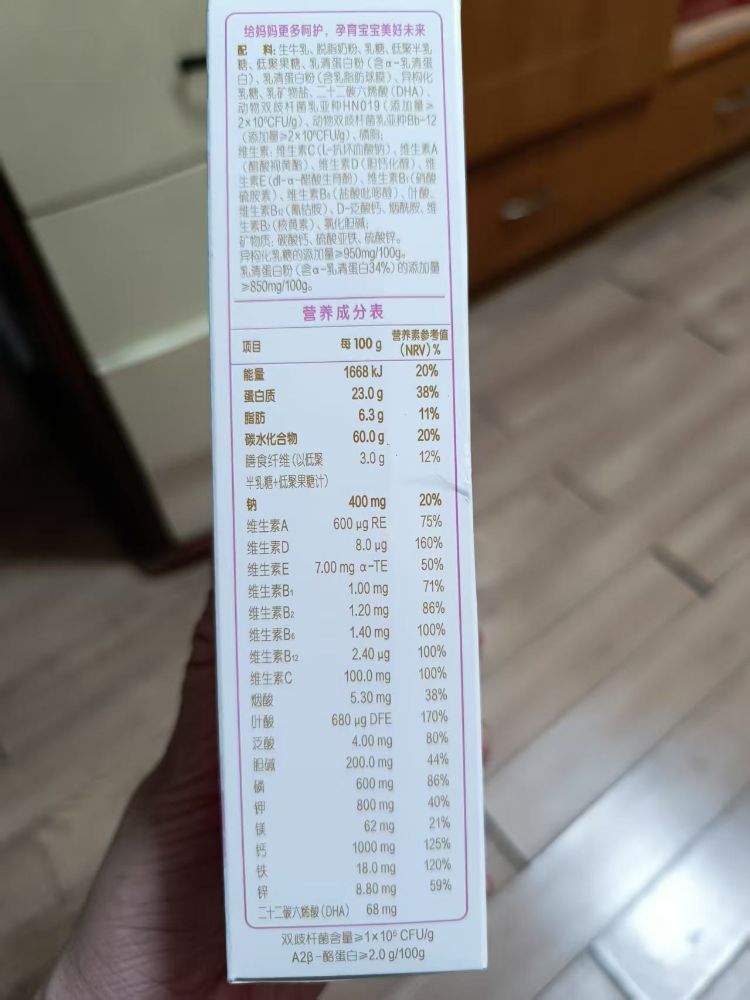 给妈妈更多呵护，孕育宝宝美好未来
配 料：生牛乳、脱脂奶粉、乳糖、低聚半乳
糖、低聚果糖、乳清蛋白粉（含α-乳清蛋
白）、乳清蛋白粉（含乳脂肪球膜）、异构化
乳糖、乳矿物盐、二十二碳六烯酸（DHA）、
动物双歧杆菌乳亚种HN019（添加量≥
CFU/g）、动物双歧杆菌乳亚种Bb-12
CFU/g）、磷脂；
维生素：维生素C（L-抗坏血酸钠）、维生素A
（醋酸视黄酯）、维生素D（胆钙化醇）、维
生素E（dl-α-醋酸生育酚）、维生素B₁（硝酸
硫胺素）、维生素B₆（盐酸吡哆醇）、叶酸、
维生素B₁₂（氰钴胺）、D-泛酸钙、烟酰胺、维
生素B₂（核黄素）、氯化胆碱；
矿物质：碳酸钙、硫酸亚铁、硫酸锌。
异构化乳糖的添加量≥950mg/100g。
乳清蛋白粉（含α-乳清蛋白34%）的添加量
≥850mg/100g。
营养成分表
项目 每100 g 营养素参考值
（NRV）%
能量 1668 kJ 20%
蛋白质 23.0 g 38%
脂肪 6.3 g 11%
碳水化合物 60.0 g 20%
膳食纤维（以低聚 3.0 g 12%
半乳糖+低聚果糖计）
钠 400 mg 20%
维生素A 600 μg RE 75%
维生素D 8.0 μg 160%
维生素E 7.00 mg α-TE 50%
维生素B₁ 1.00 mg 71%
维生素B₂ 1.20 mg 86%
维生素B₆ 1.40 mg 100%
维生素B₁₂ 2.40 μg 100%
维生素C 100.0 mg 100%
烟酸 5.30 mg 38%
叶酸 680 μg DFE 170%
泛酸 4.00 mg 80%
胆碱 200.0 mg 44%
磷 600 mg 86%
钾 800 mg 40%
镁 62 mg 21%
钙 1000 mg 125%
铁 18.0 mg 120%
锌 8.80 mg 59%
二十二碳六烯酸（DHA） 68 mg
双歧杆菌含量≥1×10⁶ CFU/g
A2β-酪蛋白≥2.0 g/100g